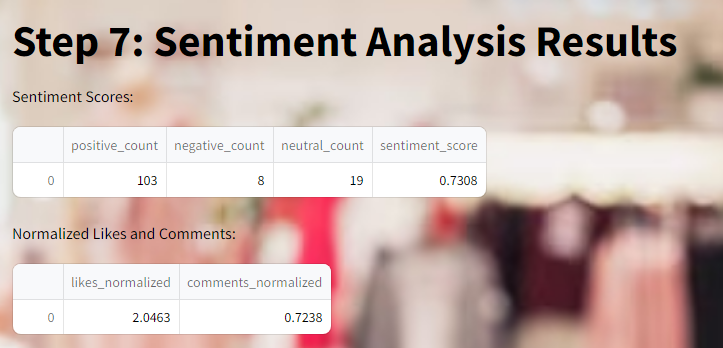 Step 7: Sentiment Analysis Results
Sentiment Scores:
positive_count negative_count neutral_count sentiment_score
0 103 8 19 0.7308
Normalized Likes and Comments:
likes_normalized comments_normalized
0 2.0463 0.7238